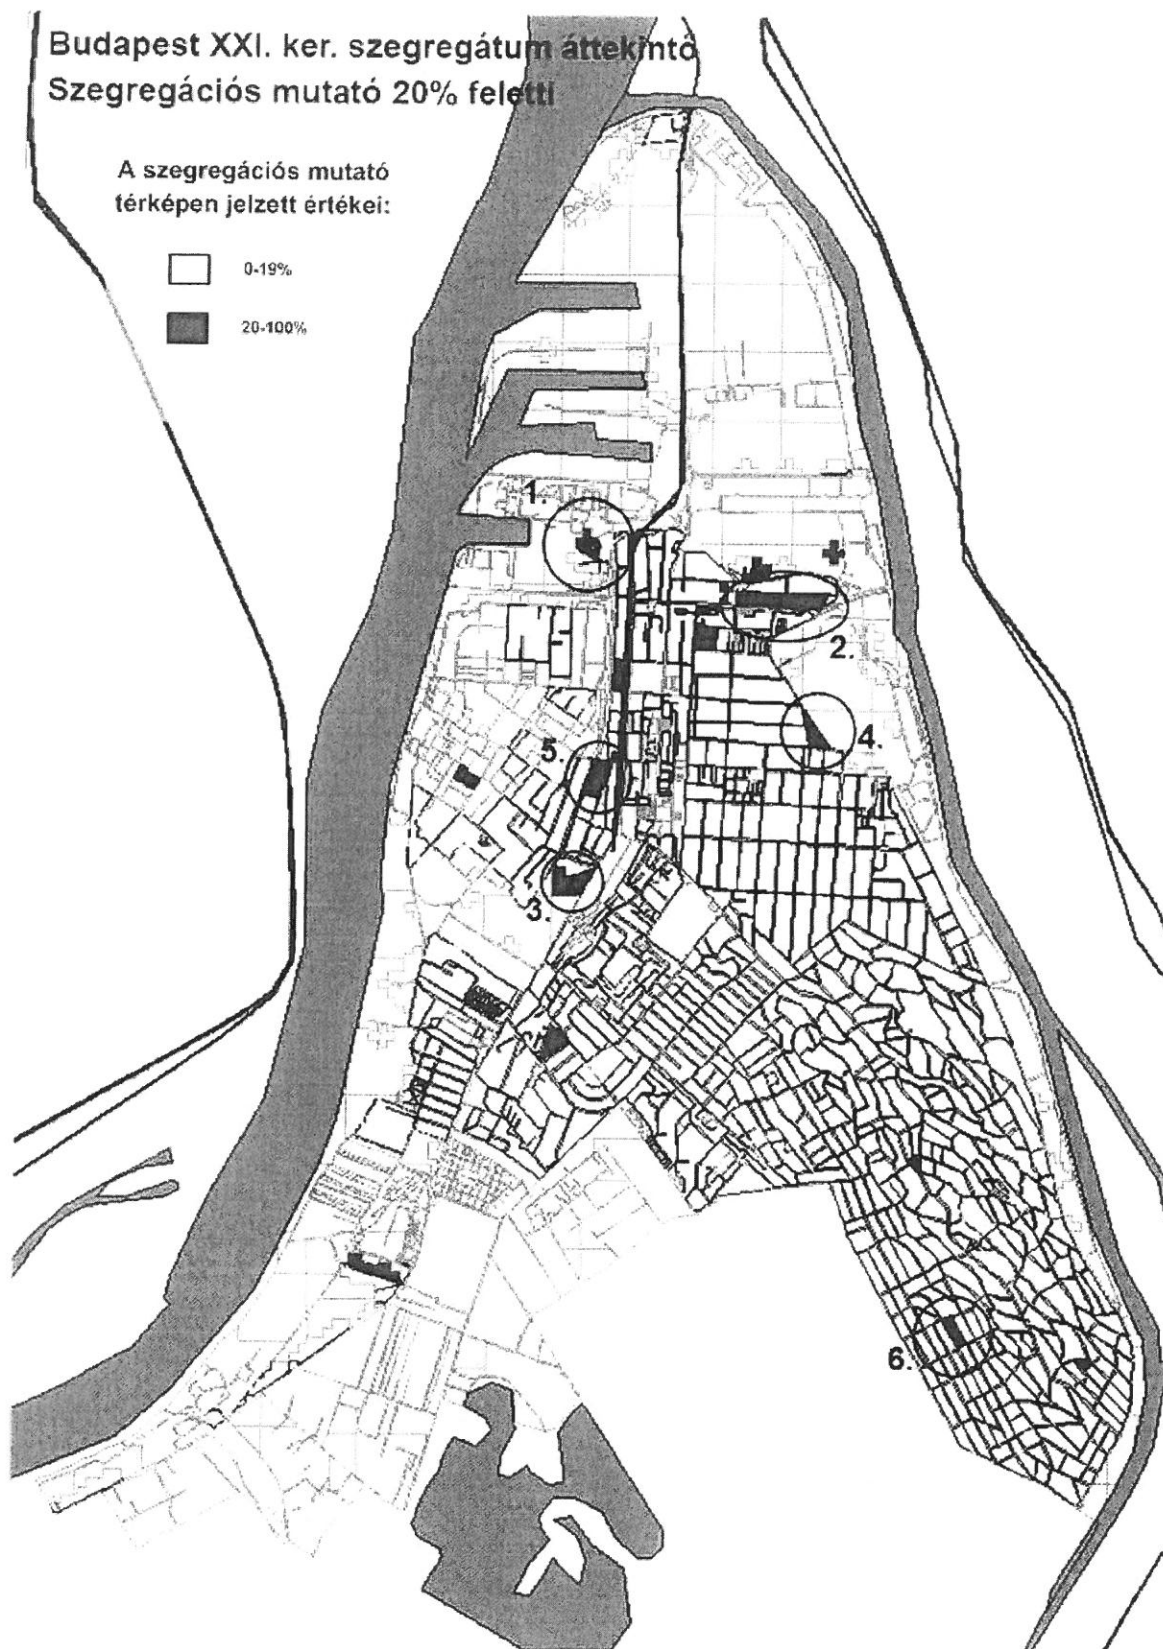 Budapest XXI. ker. szegregátum áttekintő
Szegregációs mutató 20% feletti
A szegregációs mutató
térképen jelzett értékei:
0-19%
20-100%
1.
2.
4.
5.
3.
6.